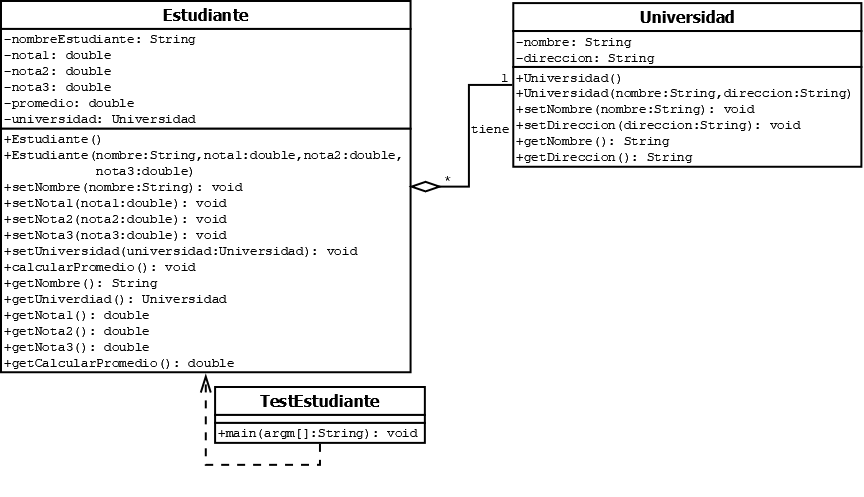 Estudiante
-nombreEstudiante: String
-nota1: double
-nota2: double
-nota3: double
-promedio: double
-universidad: Universidad
+Estudiante()
+Estudiante(nombre:String,nota1:double,nota2:double,
nota3:double)
+setNombre(nombre:String): void
+setNota1(nota1:double): void
+setNota2(nota2:double): void
+setNota3(nota3:double): void
+setUniversidad(universidad:Universidad): void
+calcularPromedio(): void
+getNombre(): String
+getUniverdiad(): Universidad
+getNota1(): double
+getNota2(): double
+getNota3(): double
+getCalcularPromedio(): double
*
tiene
1
Universidad
-nombre: String
-direccion: String
+Universidad()
+Universidad(nombre:String,direccion:String)
+setNombre(nombre:String): void
+setDireccion(direccion:String): void
+getNombre(): String
+getDireccion(): String
TestEstudiante
+main(argm[]:String): void